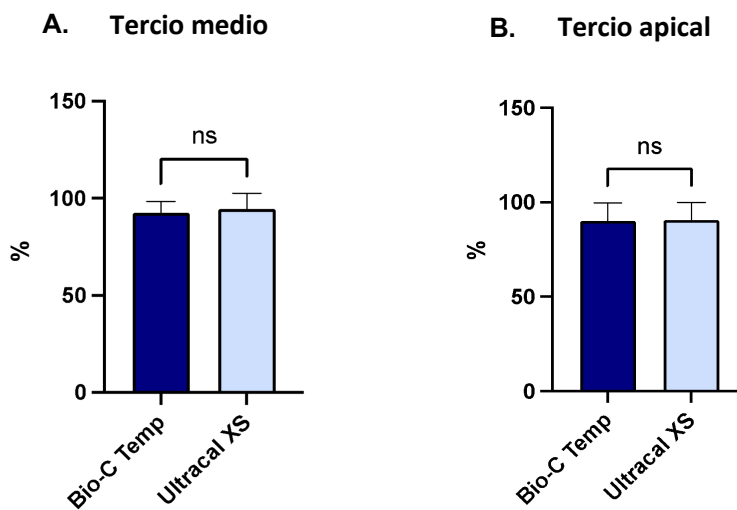 A. Tercio medio
150
100
50
0
%
ns
Bio-C Temp
Ultracal XS
B. Tercio apical
150
100
50
0
%
ns
Bio-C Temp
Ultracal XS